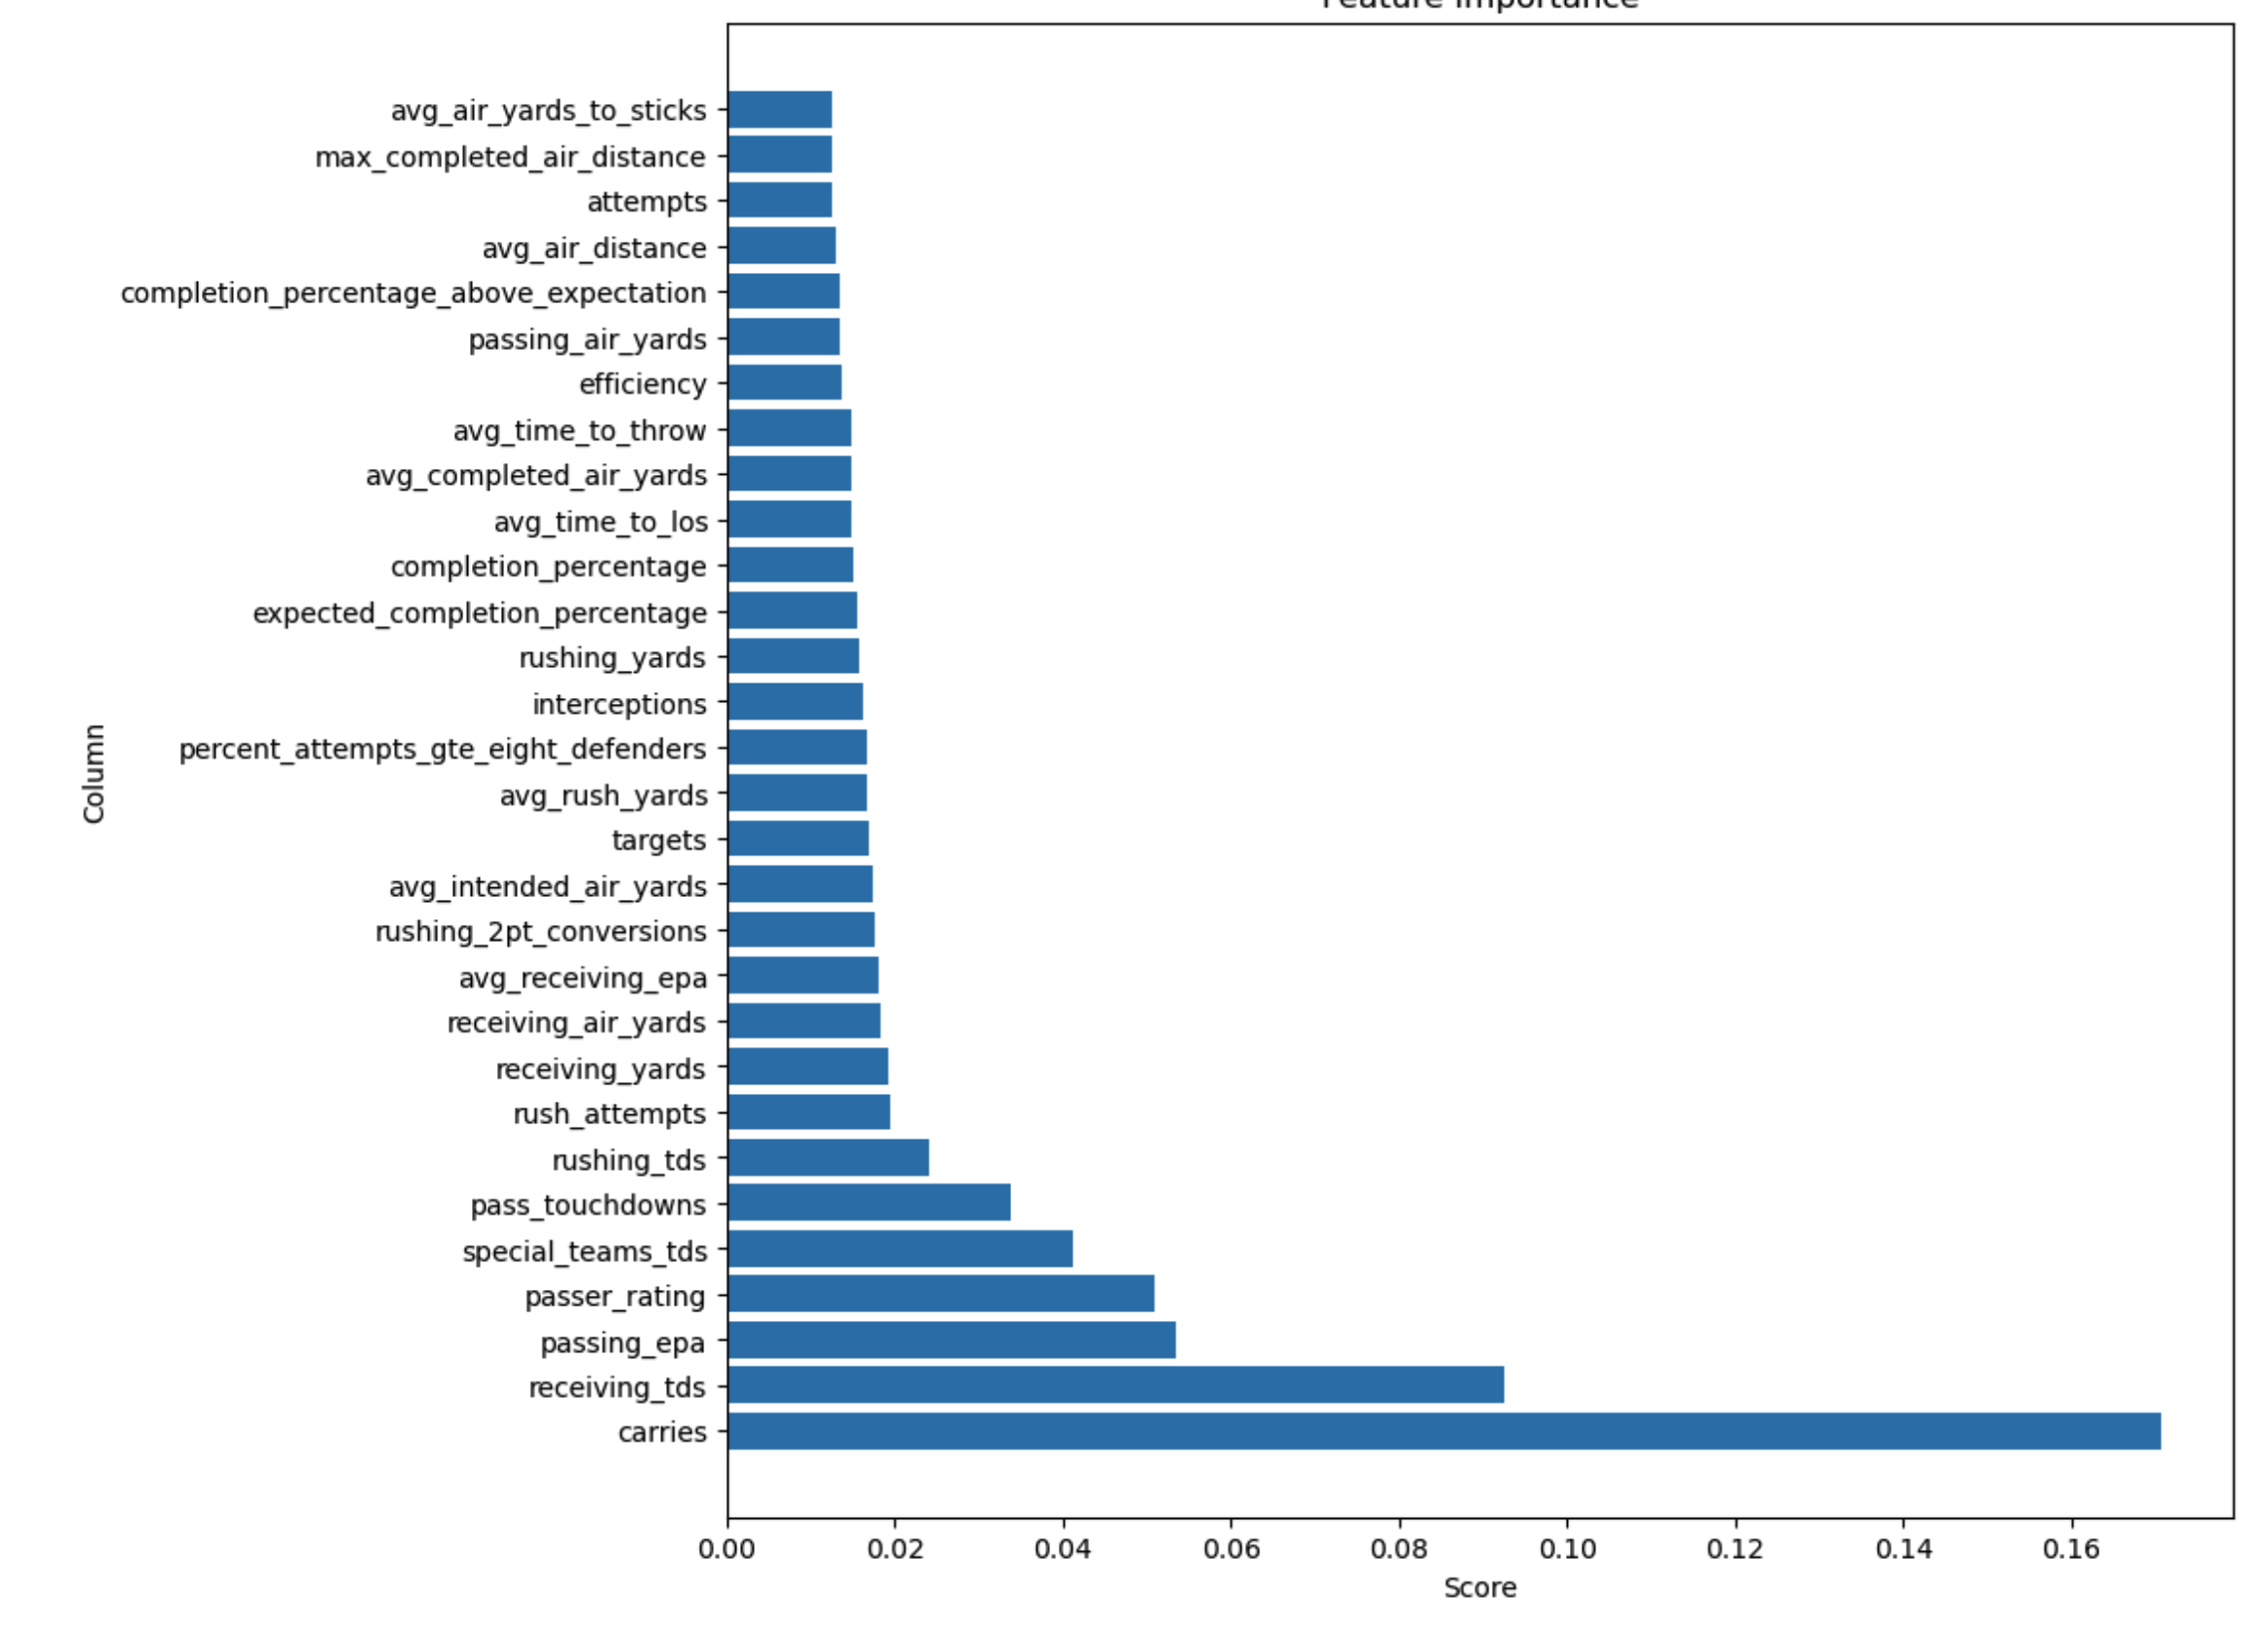 Feature Importance
avg_air_yards_to_sticks
max_completed_air_distance
attempts
avg_air_distance
completion_percentage_above_expectation
passing_air_yards
efficiency
avg_time_to_throw
avg_completed_air_yards
avg_time_to_los
completion_percentage
expected_completion_percentage
rushing_yards
interceptions
percent_attempts_gte_eight_defenders
avg_rush_yards
targets
avg_intended_air_yards
rushing_2pt_conversions
avg_receiving_epa
receiving_air_yards
receiving_yards
rush_attempts
rushing_tds
pass_touchdowns
special_teams_tds
passer_rating
passing_epa
receiving_tds
carries
Column
0.00 0.02 0.04 0.06 0.08 0.10 0.12 0.14 0.16
Score